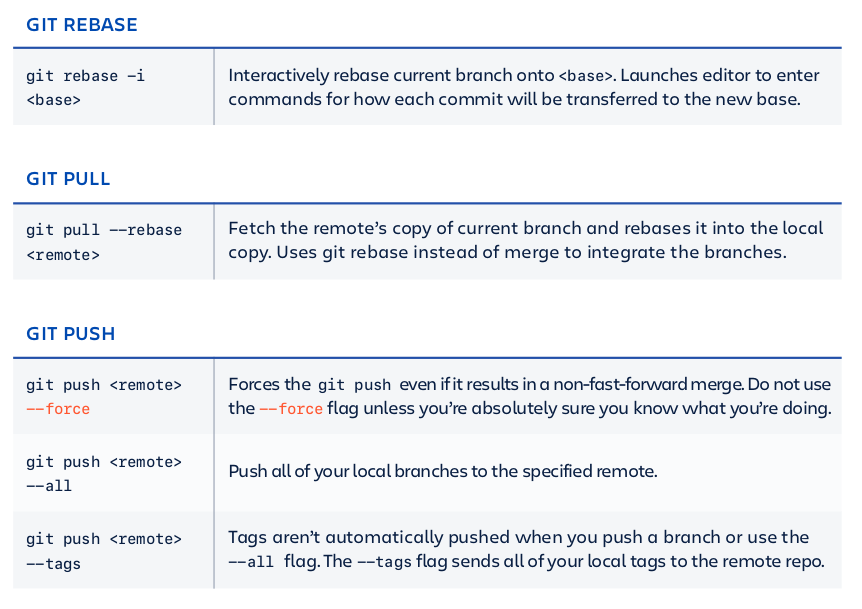 GIT REBASE
git rebase -i
<base>
Interactively rebase current branch onto <base>. Launches editor to enter
commands for how each commit will be transferred to the new base.
GIT PULL
git pull --rebase
<remote>
Fetch the remote’s copy of current branch and rebases it into the local
copy. Uses git rebase instead of merge to integrate the branches.
GIT PUSH
git push <remote>
--force
Forces the git push even if it results in a non-fast-forward merge. Do not use
the --force flag unless you’re absolutely sure you know what you’re doing.
git push <remote>
--all
Push all of your local branches to the specified remote.
git push <remote>
--tags
Tags aren’t automatically pushed when you push a branch or use the
--all flag. The --tags flag sends all of your local tags to the remote repo.